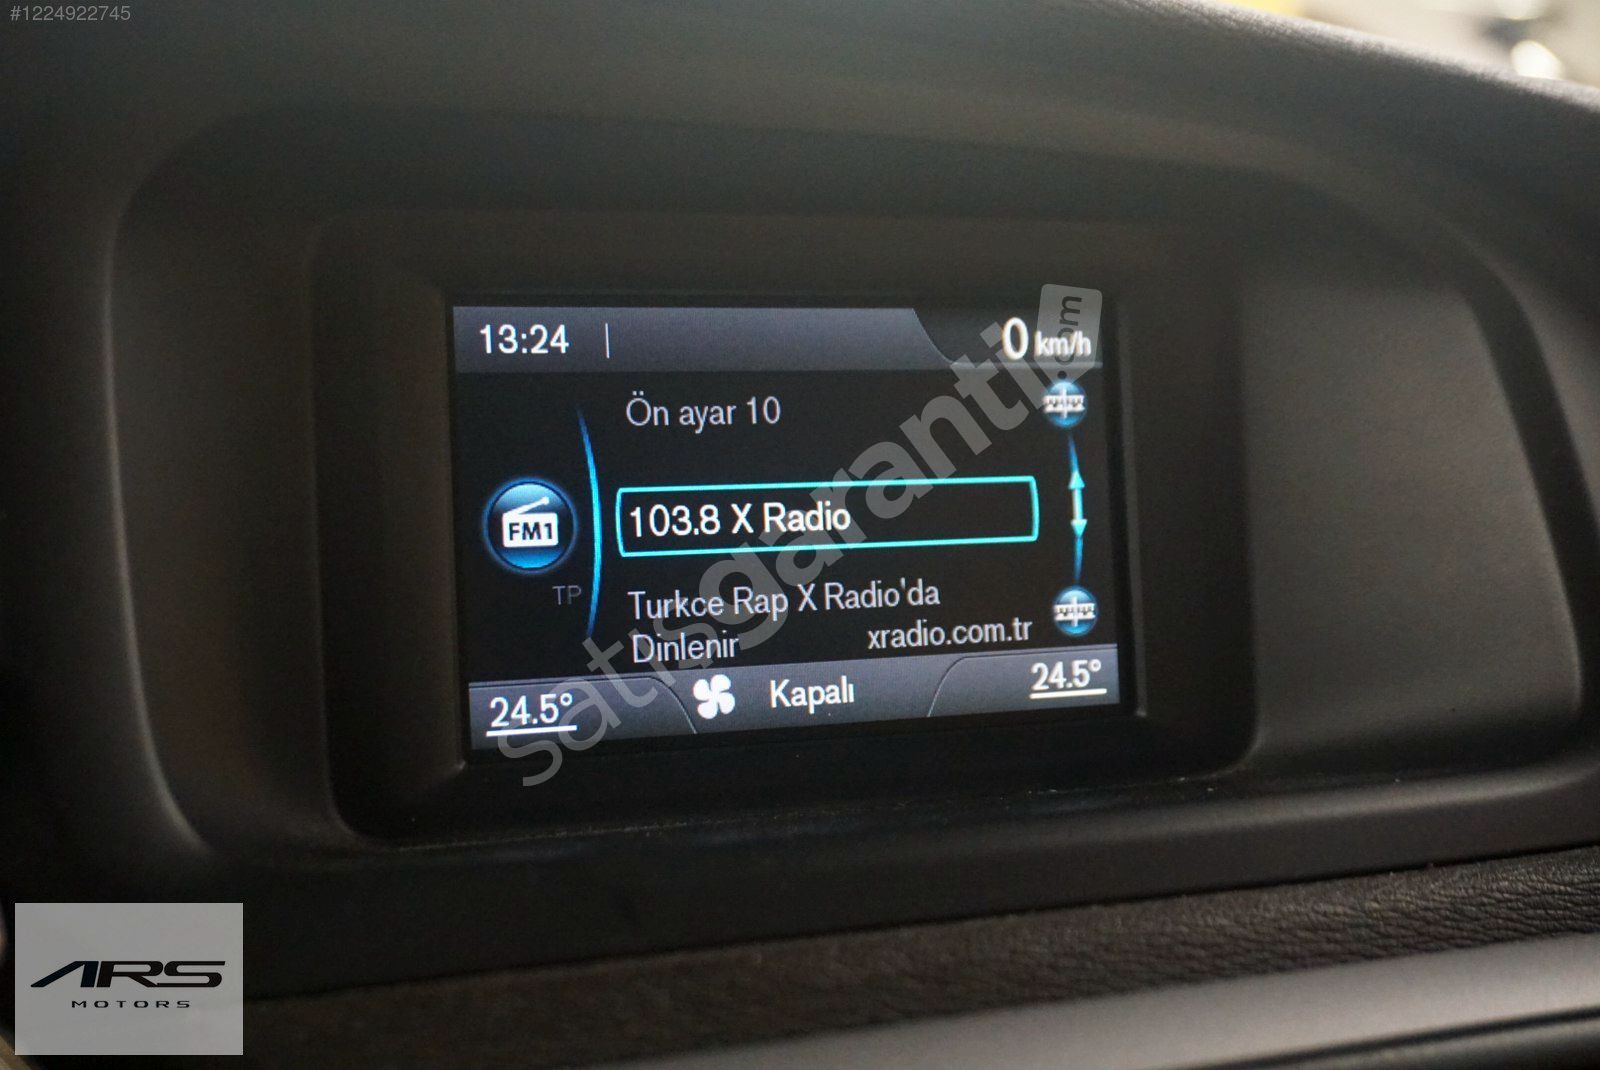 #1224922745
13:24
0 km/h
Ön ayar 10
103.8 X Radio
FM1
TP
Turkce Rap X Radio'da
Dinlenir
xradio.com.tr
24.5°
Kapalı
24.5°
satışgaranti.com
ARS
MOTORS